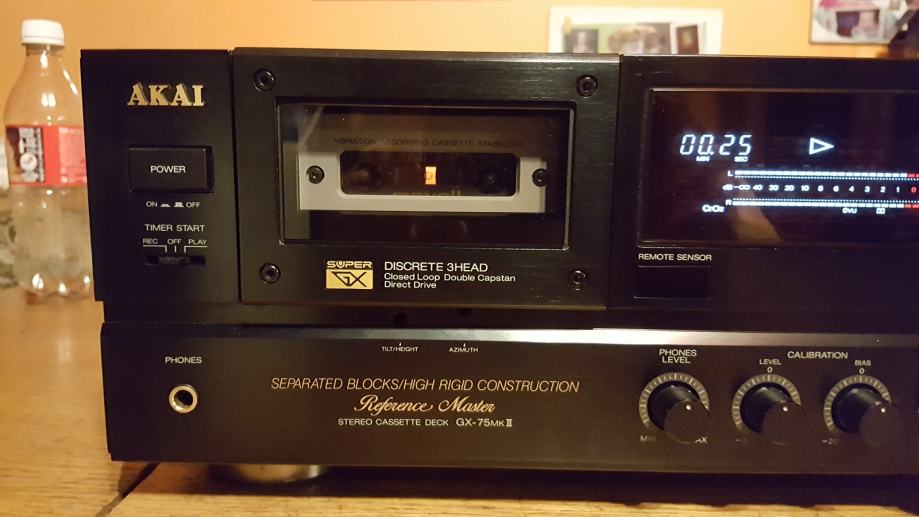 AKAI
POWER
ON OFF
TIMER START
REC OFF PLAY
VIBRATION ABSORBING CASSETTE STABILIZER
SUPER GX
DISCRETE 3HEAD
Closed Loop Double Capstan
Direct Drive
00.25
MIN SEC
L
dB -∞ 40 30 20 10 8 6 4 3 2 1 0
R
CrO2
REMOTE SENSOR
TILT/HEIGHT AZIMUTH
PHONES
SEPARATED BLOCKS/HIGH RIGID CONSTRUCTION
Reference Master
STEREO CASSETTE DECK GX-75MKII
PHONES LEVEL
MIN
CALIBRATION
LEVEL
0
-3
BIAS
0
-20